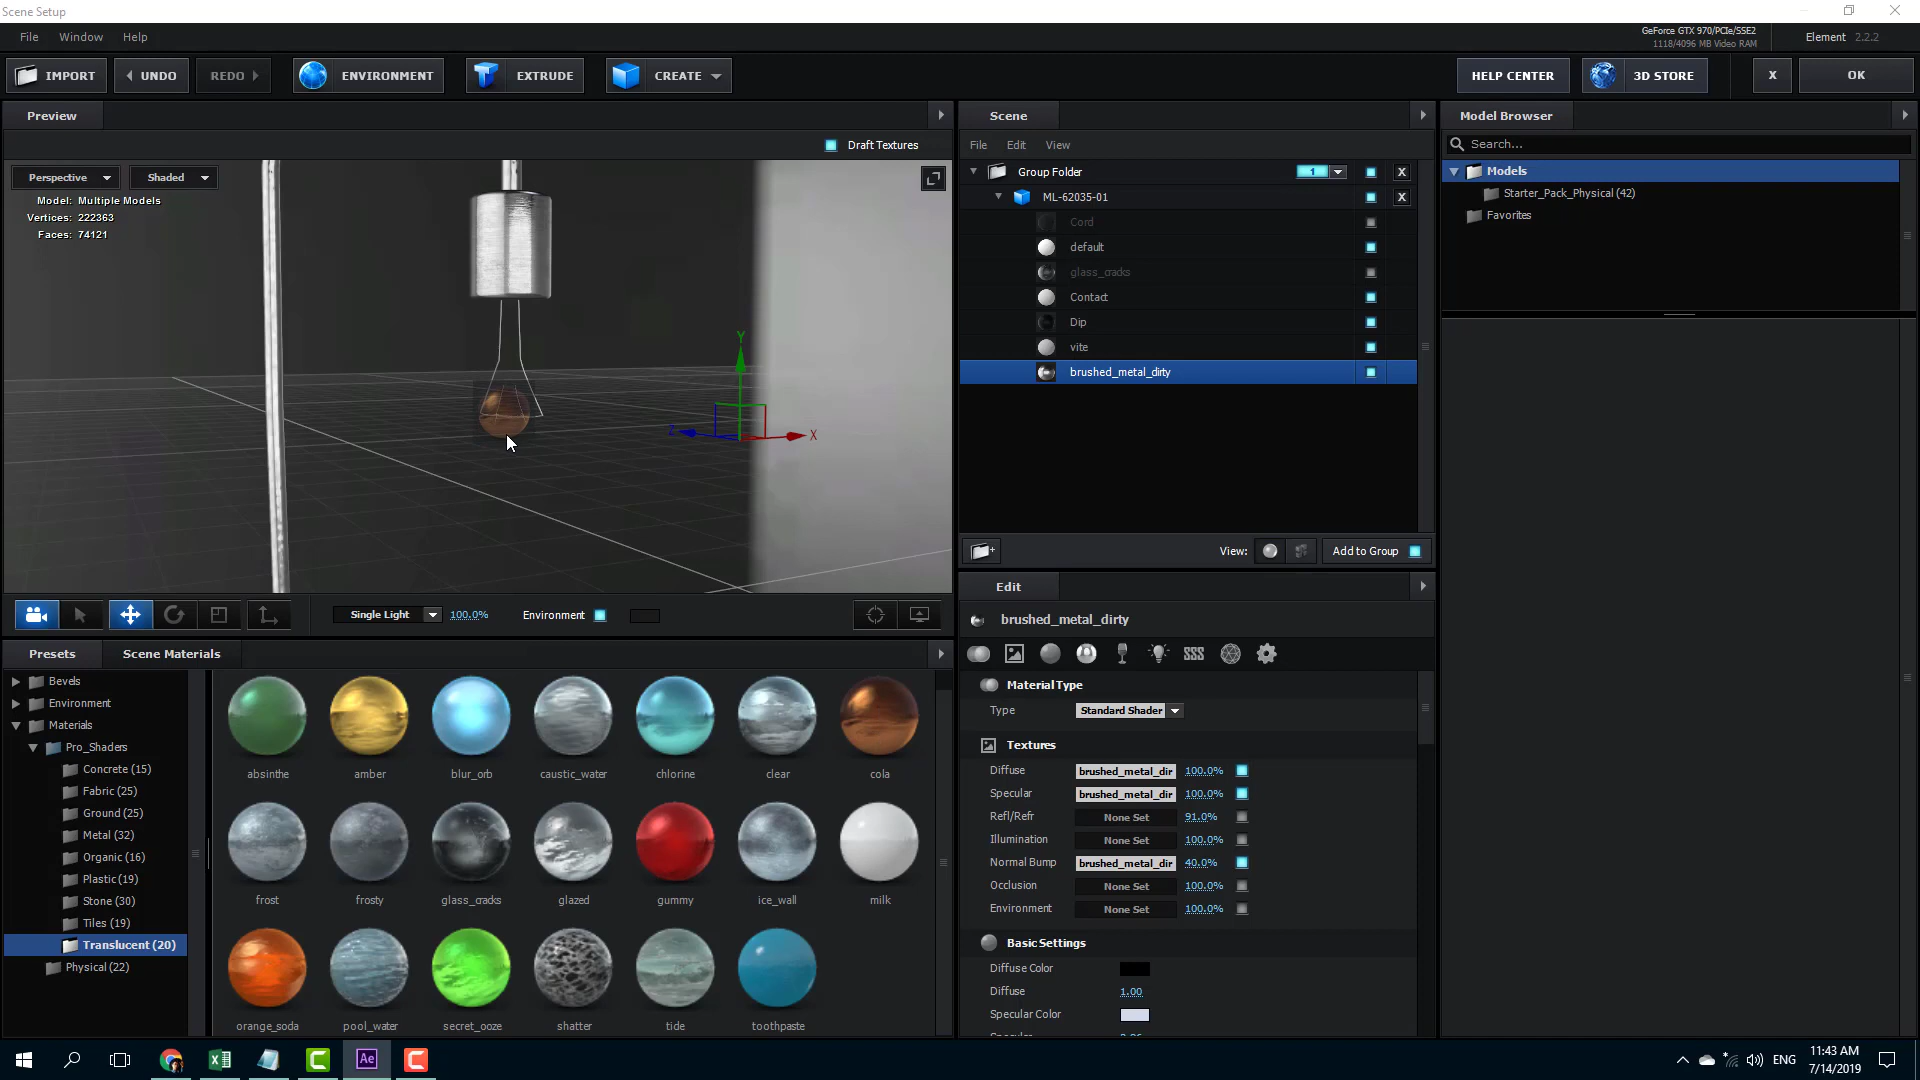 Scene Setup
File Window Help
GeForce GTX 970/PCIe/SSE2
1118/4096 MB Video RAM
Element 2.2.2
IMPORT UNDO REDO ENVIRONMENT EXTRUDE CREATE HELP CENTER 3D STORE X OK
Preview
Draft Textures
Perspective Shaded
Model: Multiple Models
Vertices: 222363
Faces: 74121
Y
Z X
Single Light 100.0% Environment
Scene
File Edit View
Group Folder 1 X
ML-62035-01 X
Cord
default
glass_cracks
Contact
Dip
vite
brushed_metal_dirty
View: Add to Group
Model Browser
Search...
Models
Starter_Pack_Physical (42)
Favorites
Presets Scene Materials
Bevels
Environment
Materials
Pro_Shaders
Concrete (15)
Fabric (25)
Ground (25)
Metal (32)
Organic (16)
Plastic (19)
Stone (30)
Tiles (19)
Translucent (20)
Physical (22)
absinthe amber blur_orb caustic_water chlorine clear cola
frost frosty glass_cracks glazed gummy ice_wall milk
orange_soda pool_water secret_ooze shatter tide toothpaste
Edit
brushed_metal_dirty
Material Type
Type Standard Shader
Textures
Diffuse brushed_metal_dir 100.0%
Specular brushed_metal_dir 100.0%
Refl/Refr None Set 91.0%
Illumination None Set 100.0%
Normal Bump brushed_metal_dir 40.0%
Occlusion None Set 100.0%
Environment None Set 100.0%
Basic Settings
Diffuse Color
Diffuse 1.00
Specular Color
Ae
ENG
11:43 AM
7/14/2019